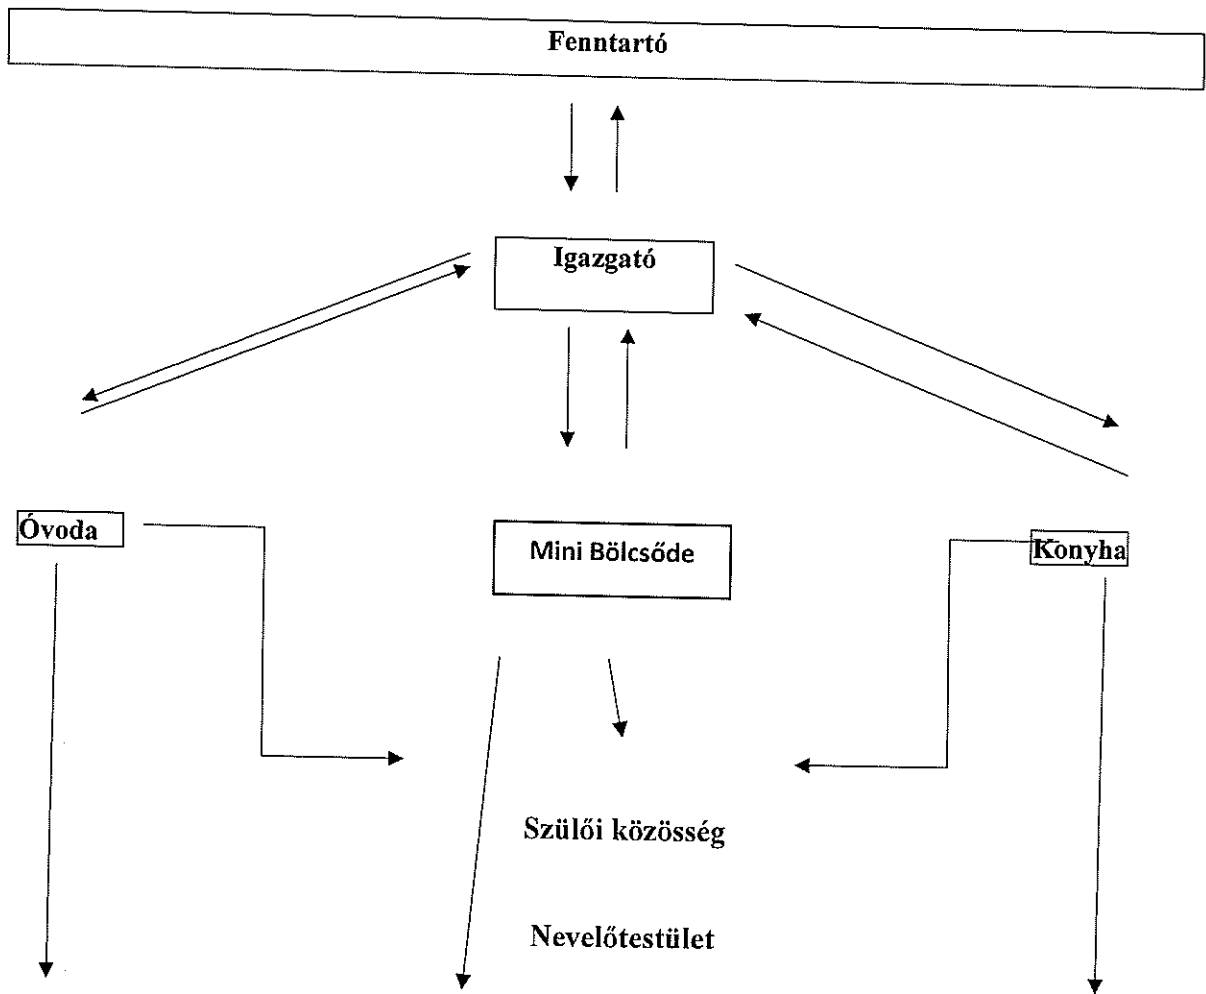 Fenntartó
Igazgató
Óvoda
Mini Bölcsőde
Konyha
Szülői közösség
Nevelőtestület